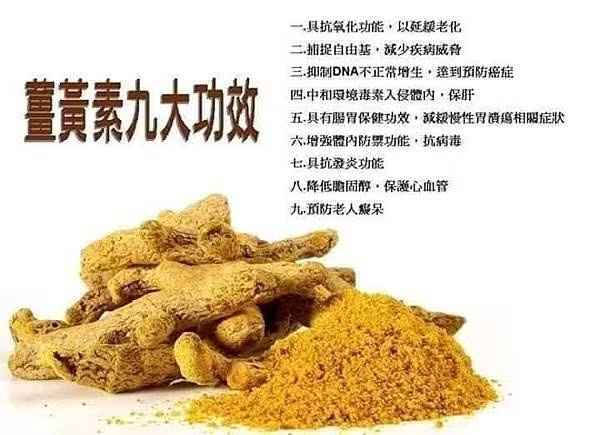 薑黃素九大功效
一.具抗氧化功能，以延緩老化
二.捕捉自由基，減少疾病威脅
三.抑制DNA不正常增生，達到預防癌症
四.中和環境毒素入侵體內，保肝
五.具有腸胃保健功效，減緩慢性胃潰瘍相關症狀
六.增強體內防禦功能，抗病毒
七.具抗發炎功能
八.降低膽固醇，保護心血管
九.預防老人癡呆